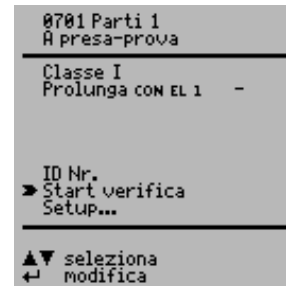 0701 Parti 1
A presa-prova
Classe I
Prolunga CON EL 1 -
ID Nr.
Start verifica
Setup...
▲▼ seleziona
↵ modifica